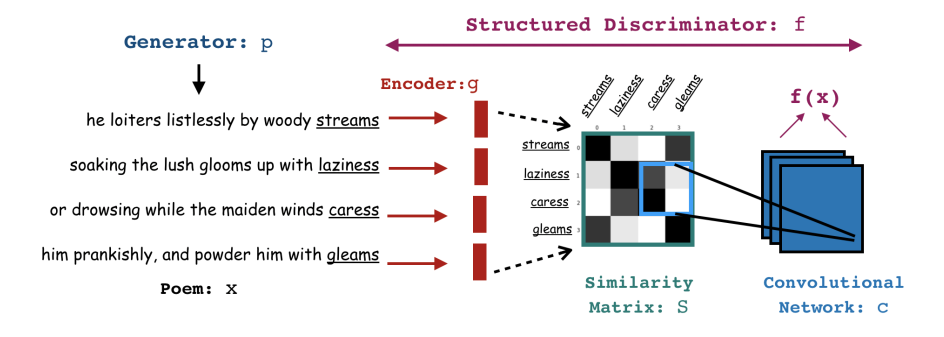 Structured Discriminator: f
Generator: p
Encoder:g
he loiters listlessly by woody streams
soaking the lush glooms up with laziness
or drowsing while the maiden winds caress
him prankishly, and powder him with gleams
Poem: x
streams laziness caress gleams
0 1 2 3
streams 0
laziness 1
caress 2
gleams 3
Similarity
Matrix: S
f(x)
Convolutional
Network: c